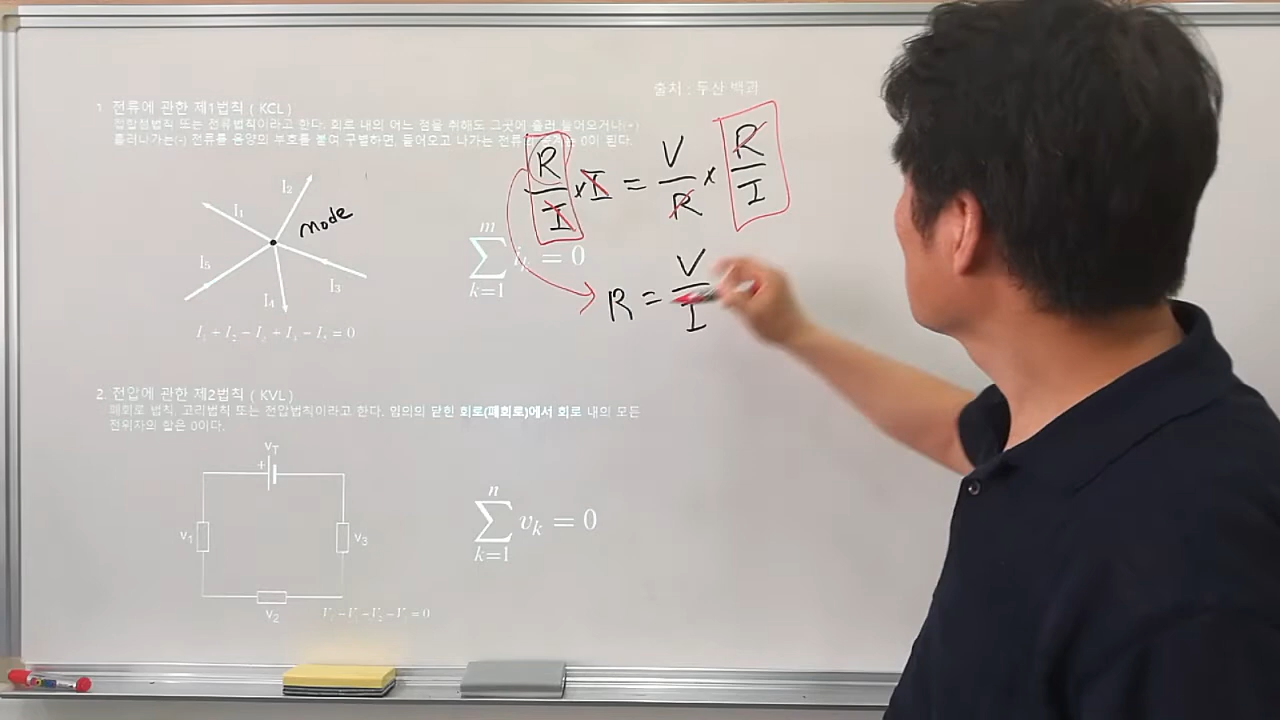 출처 : 두산 백과
1. 전류에 관한 제1법칙 ( KCL )
접합점법칙 또는 전류법칙이라고 한다. 회로 내의 어느 점을 취해도 그곳에 흘러 들어오거나(+)
흘러나가는(-) 전류를 음양의 부호를 붙여 구별하면, 들어오고 나가는 전류의 0이 된다.
R/I × I = V/R × R/I
I₂
I₁
mode
I₅
I₄
I₃
m
∑ iₖ = 0
k=1
R = V/I
2. 전압에 관한 제2법칙 ( KVL )
폐회로 법칙, 고리법칙 또는 전압법칙이라고 한다. 임의의 닫힌 회로(폐회로)에서 회로 내의 모든
전위차의 합은 0이다.
v_T
+
v₁
v₃
v₂
n
∑ vₖ = 0
k=1